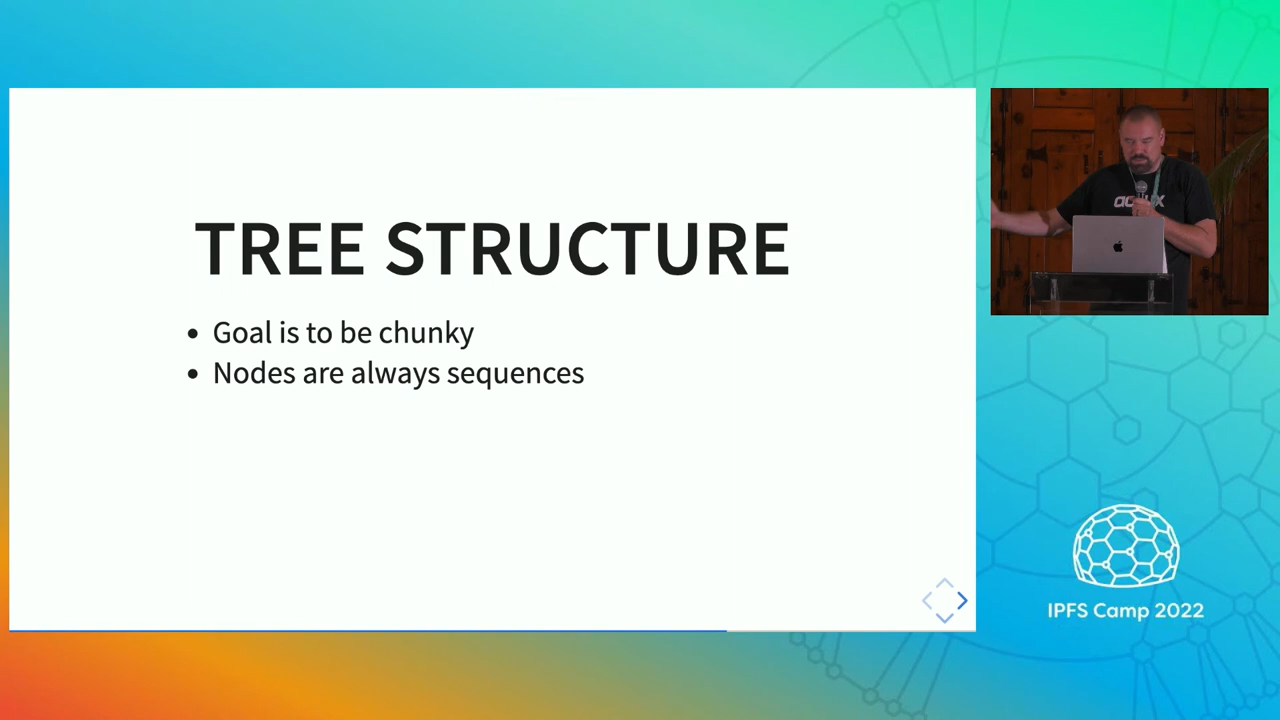 TREE STRUCTURE
• Goal is to be chunky
• Nodes are always sequences
IPFS Camp 2022